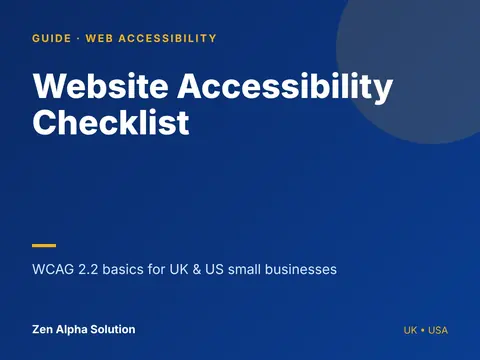 GUIDE · WEB ACCESSIBILITY
Website Accessibility
Checklist
WCAG 2.2 basics for UK & US small businesses
Zen Alpha Solution
UK • USA